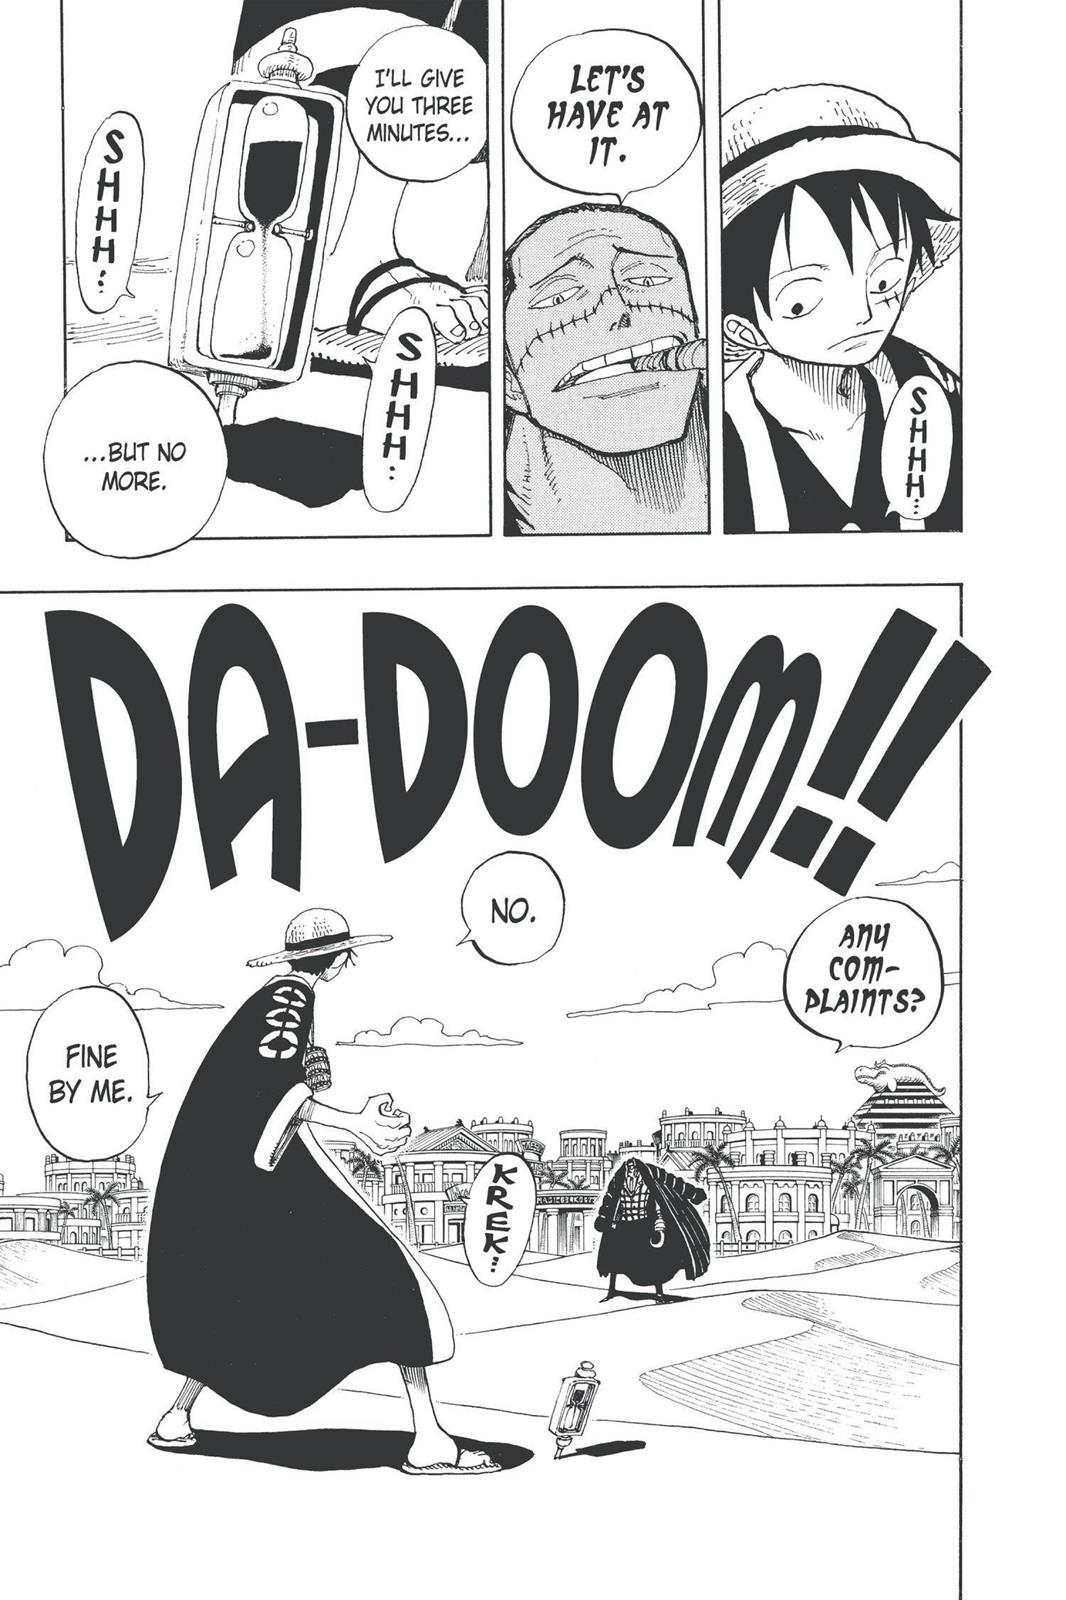 SHHH...
LET'S
HAVE AT
IT.
I'LL GIVE
YOU THREE
MINUTES...
SHHH...
SHHH...
...BUT NO
MORE.
DA-DOOM!!
ANY
COM-
PLAINTS?
NO.
KREK...
FINE
BY ME.